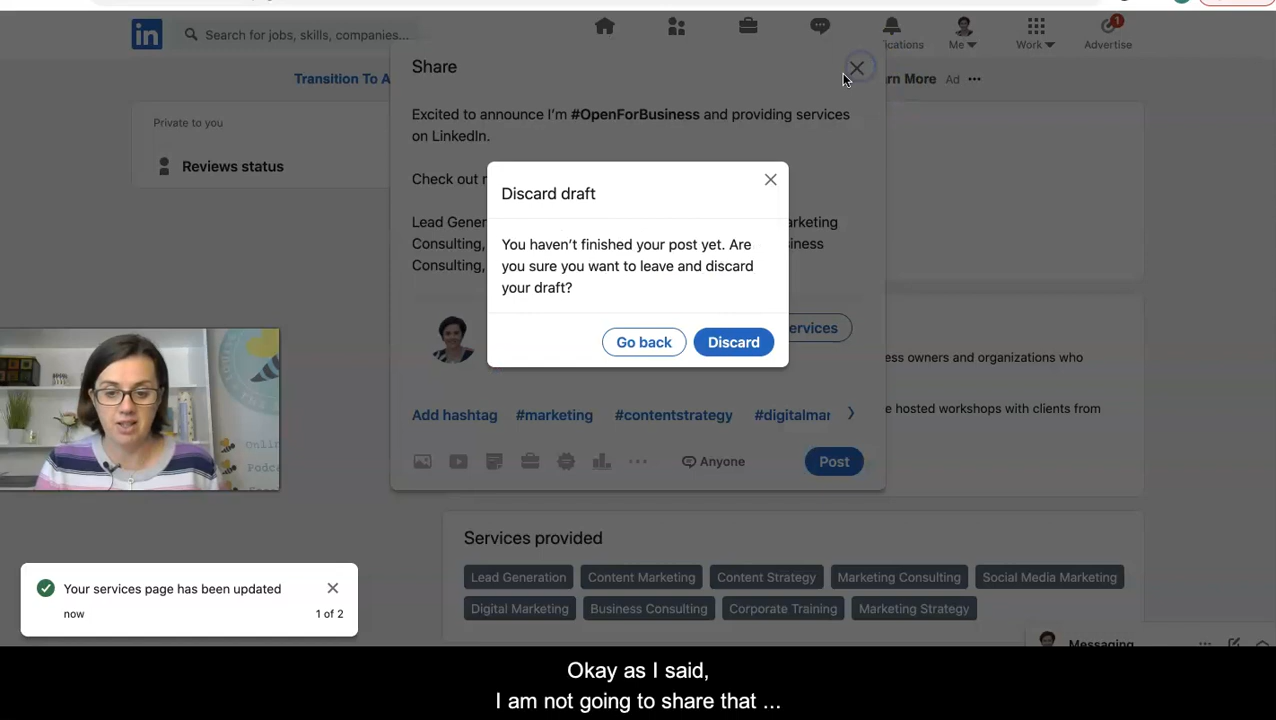 in
Search for jobs, skills, companies...
cations
Me
Work
1
Advertise
Transition To A
rn More
Ad
Share
Excited to announce I'm #OpenForBusiness and providing services
on LinkedIn.
Check out
Lead Gener
arketing
Consulting,
iness
Consulting,
ervices
Private to you
Reviews status
Discard draft
You haven't finished your post yet. Are
you sure you want to leave and discard
your draft?
Go back
Discard
ess owners and organizations who
e hosted workshops with clients from
Add hashtag
#marketing
#contentstrategy
#digitalmar
Anyone
Post
Services provided
Lead Generation
Content Marketing
Content Strategy
Marketing Consulting
Social Media Marketing
Digital Marketing
Business Consulting
Corporate Training
Marketing Strategy
Your services page has been updated
now
1 of 2
Messaging
Okay as I said,
I am not going to share that ...